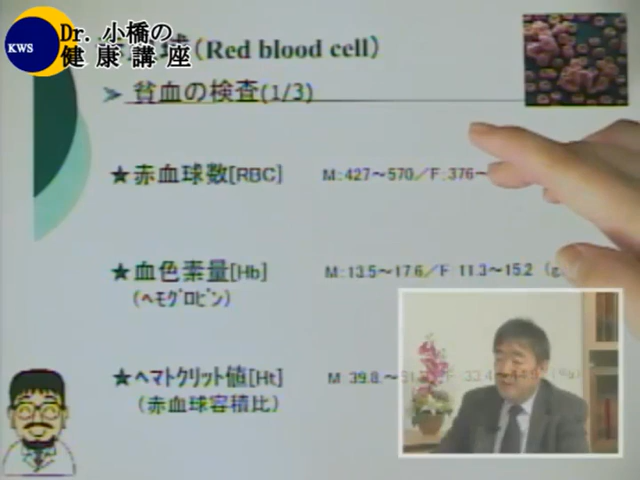 KWS
Dr. 小橋の
健康講座
球（Red blood cell）
➢ 貧血の検査(1/3)
★赤血球数[RBC] M:427～570／F:376～
★血色素量[Hb] M:13.5～17.6／F:11.3～15.2（g
（ﾍﾓｸﾞﾛﾋﾞﾝ）
★ﾍﾏﾄｸﾘｯﾄ値[Ht] M:39.8～
（赤血球容積比）